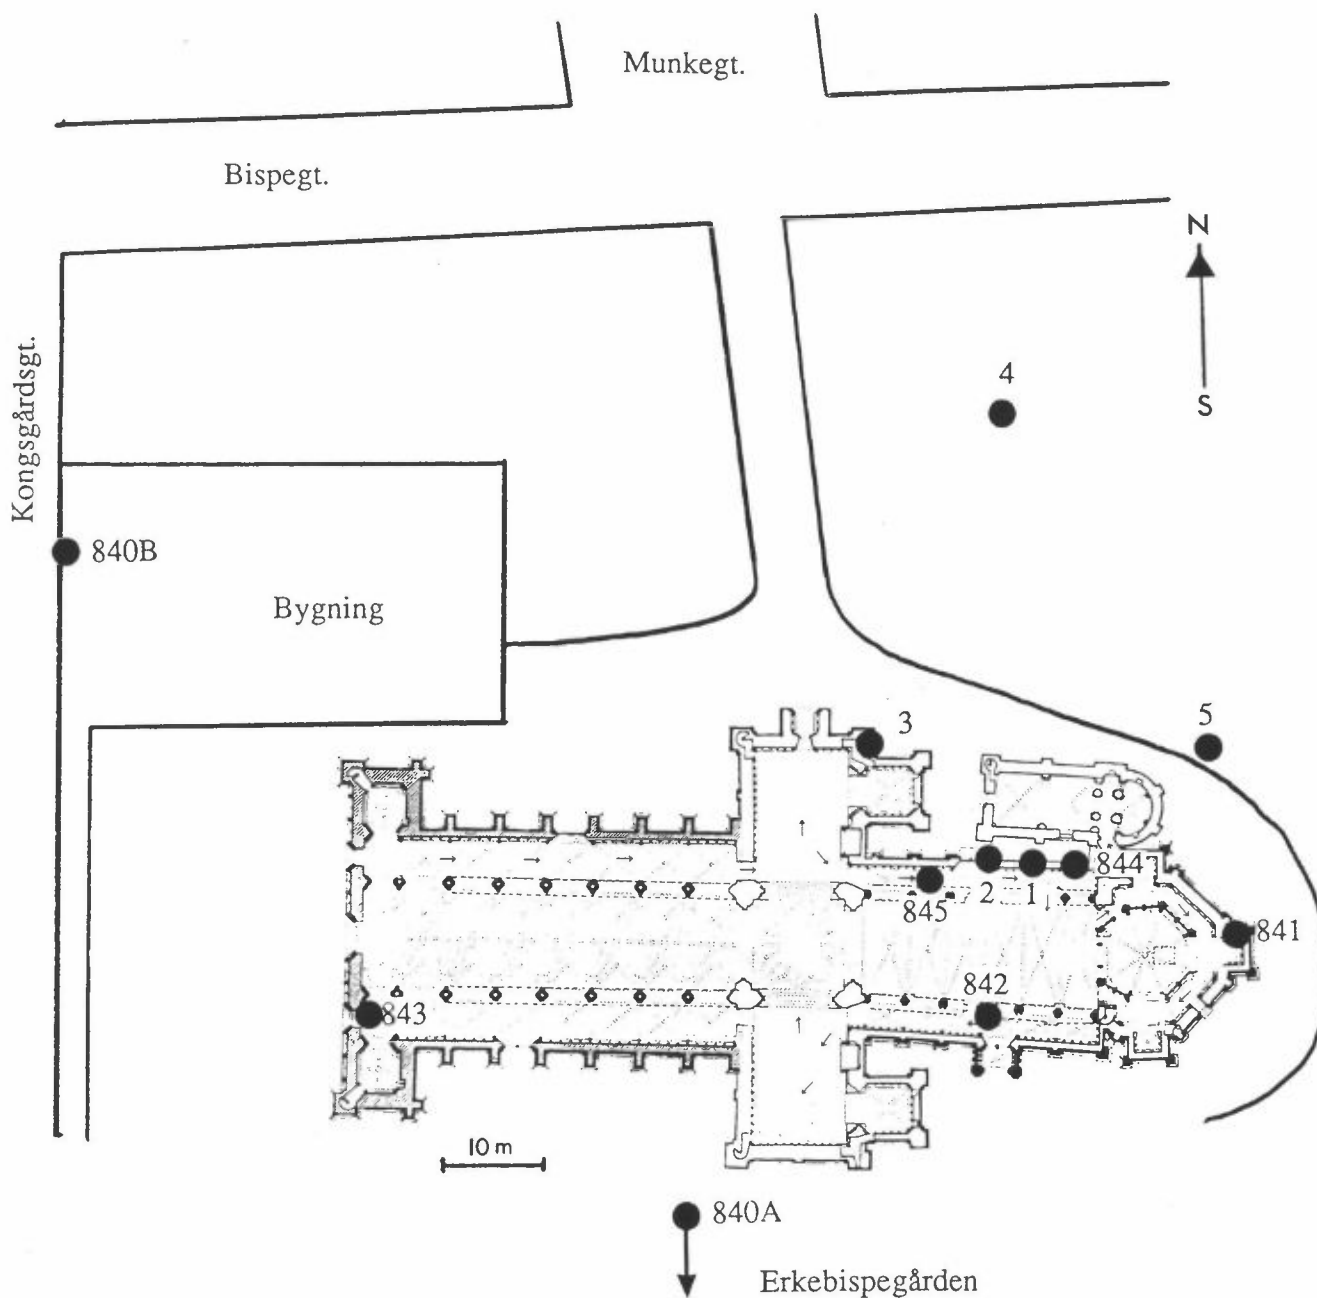 Munkegt.
Bispegt.
N
S
Kongsgårdsgt.
4
840B
Bygning
3
5
2
1
844
845
841
842
843
10 m
840A
Erkebispegården